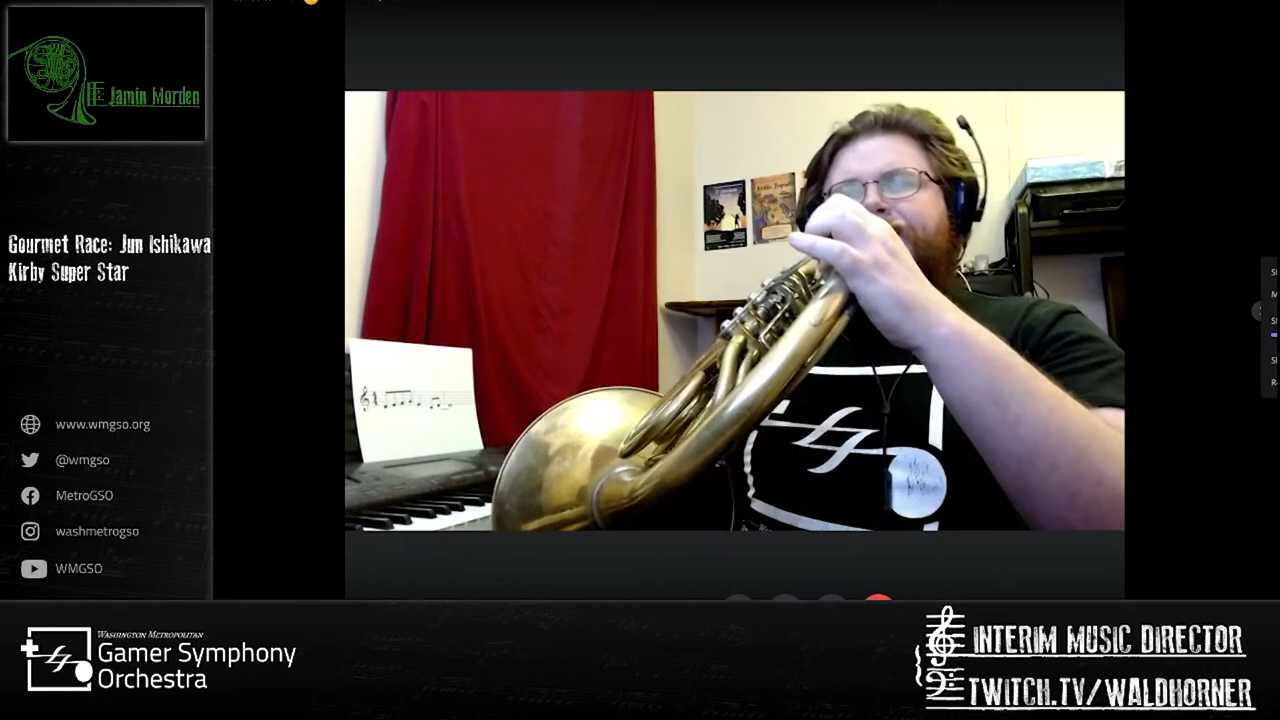 Jamin Morden
Gourmet Race: Jun Ishikawa
Kirby Super Star
www.wmgso.org
@wmgso
MetroGSO
washmetrogso
WMGSO
Washington Metropolitan
Gamer Symphony
Orchestra
INTERIM MUSIC DIRECTOR
TWITCH.TV/WALDHORNER